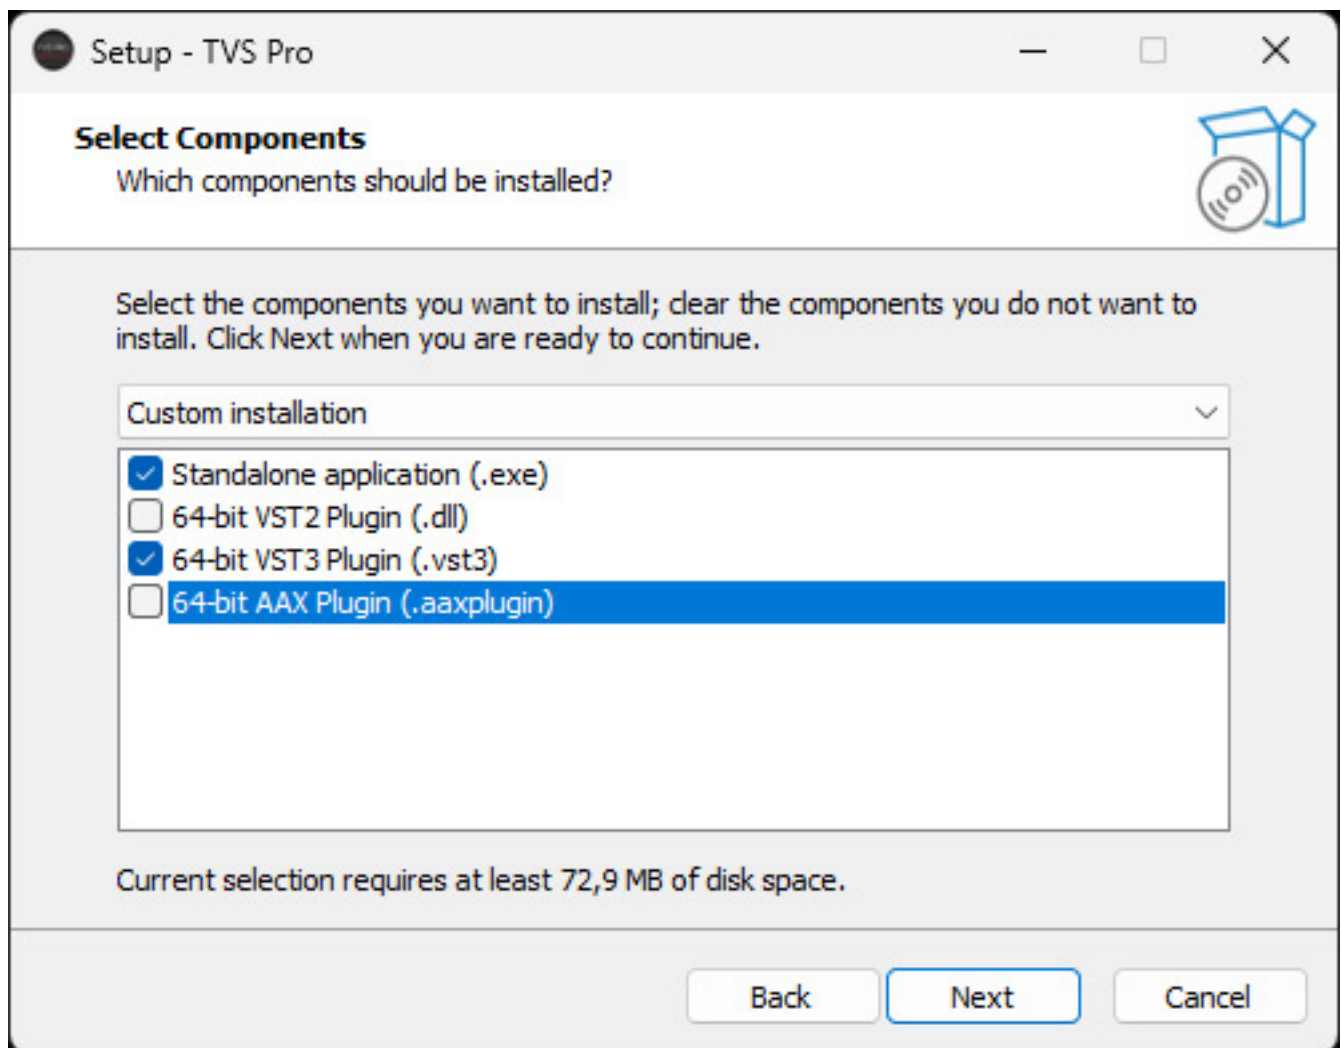 Setup - TVS Pro
Select Components
Which components should be installed?
Select the components you want to install; clear the components you do not want to
install. Click Next when you are ready to continue.
Custom installation
Standalone application (.exe)
64-bit VST2 Plugin (.dll)
64-bit VST3 Plugin (.vst3)
64-bit AAX Plugin (.aaxplugin)
Current selection requires at least 72,9 MB of disk space.
Back
Next
Cancel